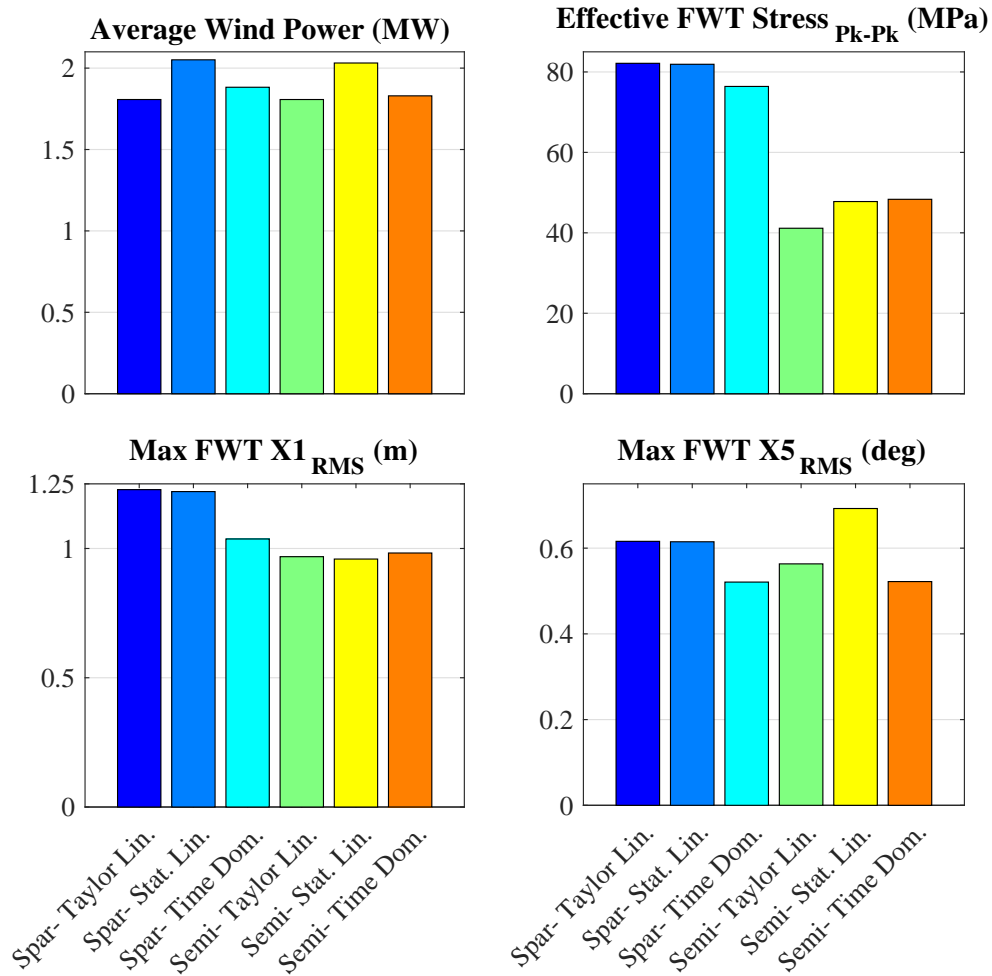 Average Wind Power (MW)
2
1.5
1
0.5
0
Effective FWT Stress Pk-Pk (MPa)
80
60
40
20
0
Max FWT X1 RMS (m)
1.25
1
0.5
0
Spar- Taylor Lin.
Spar- Stat. Lin.
Spar- Time Dom.
Semi- Taylor Lin.
Semi- Stat. Lin.
Semi- Time Dom.
Max FWT X5 RMS (deg)
0.6
0.4
0.2
0
Spar- Taylor Lin.
Spar- Stat. Lin.
Spar- Time Dom.
Semi- Taylor Lin.
Semi- Stat. Lin.
Semi- Time Dom.